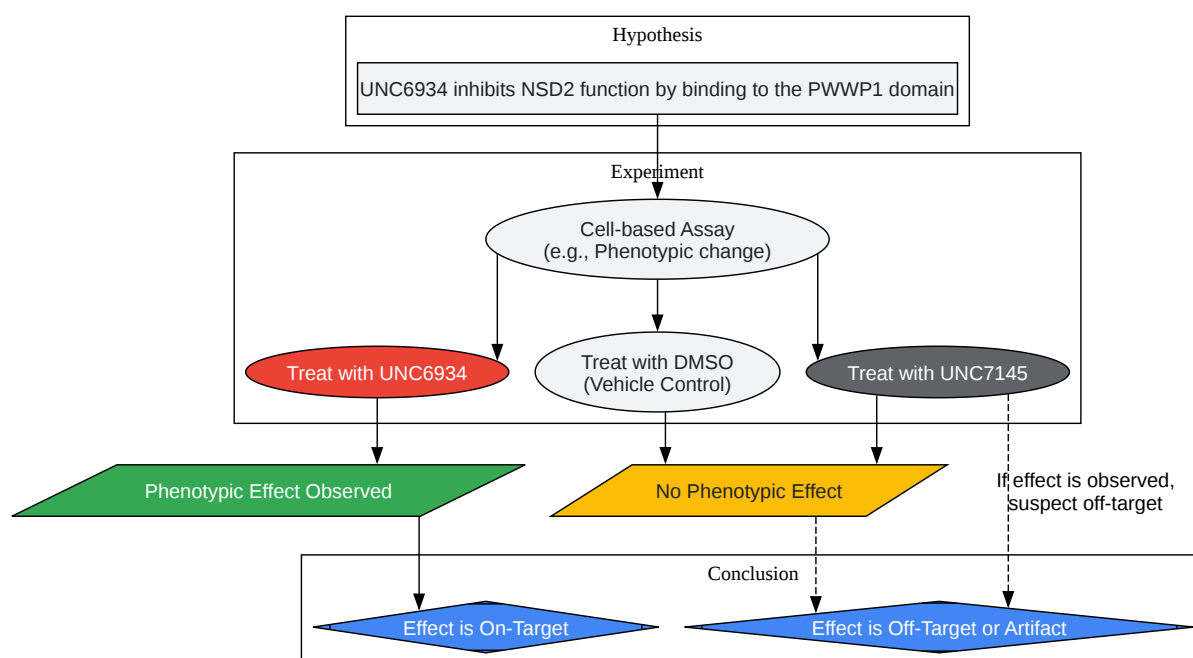 Hypothesis
UNC6934 inhibits NSD2 function by binding to the PWWP1 domain
Experiment
Cell-based Assay
(e.g., Phenotypic change)
Treat with UNC6934
Treat with DMSO
(Vehicle Control)
Treat with UNC7145
Phenotypic Effect Observed
No Phenotypic Effect
If effect is observed,
suspect off-target
Conclusion
Effect is On-Target
Effect is Off-Target or Artifact